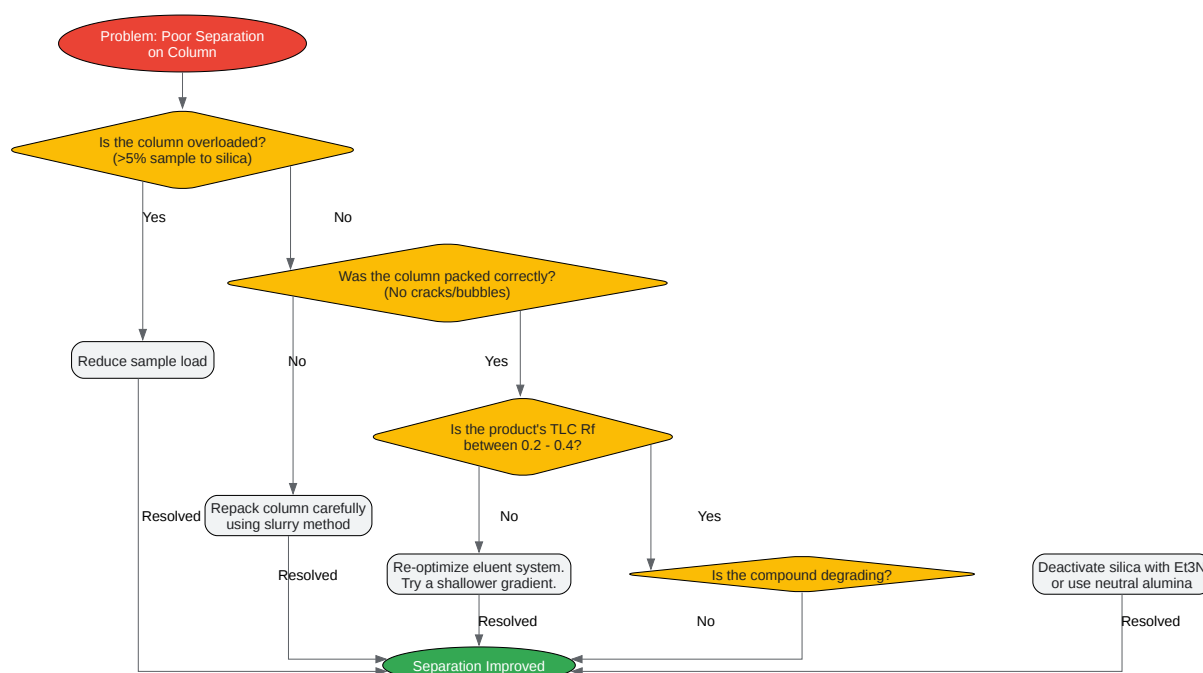 Problem: Poor Separation
on Column
Is the column overloaded?
(>5% sample to silica)
Yes
No
Was the column packed correctly?
(No cracks/bubbles)
Reduce sample load
No
Yes
Is the product's TLC Rf
between 0.2 - 0.4?
Resolved
Repack column carefully
using slurry method
No
Yes
Resolved
Re-optimize eluent system.
Try a shallower gradient.
Is the compound degrading?
Deactivate silica with Et3N
or use neutral alumina
Resolved
No
Resolved
Separation Improved